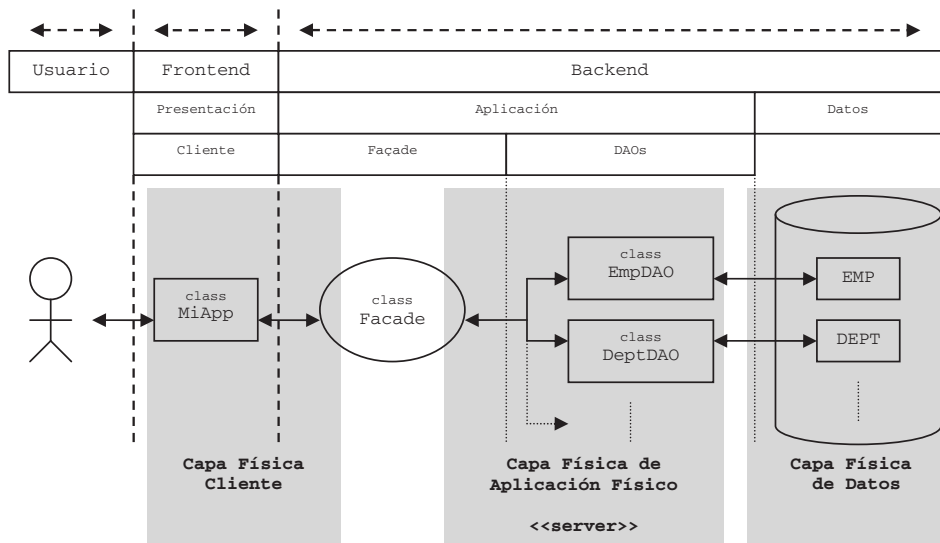 Usuario Frontend Backend
Presentación Aplicación Datos
Cliente Façade DAOs
class
MiApp
class
Facade
class
EmpDAO
class
DeptDAO
EMP
DEPT
Capa Física
Cliente
Capa Física de
Aplicación Físico
<<server>>
Capa Física
de Datos